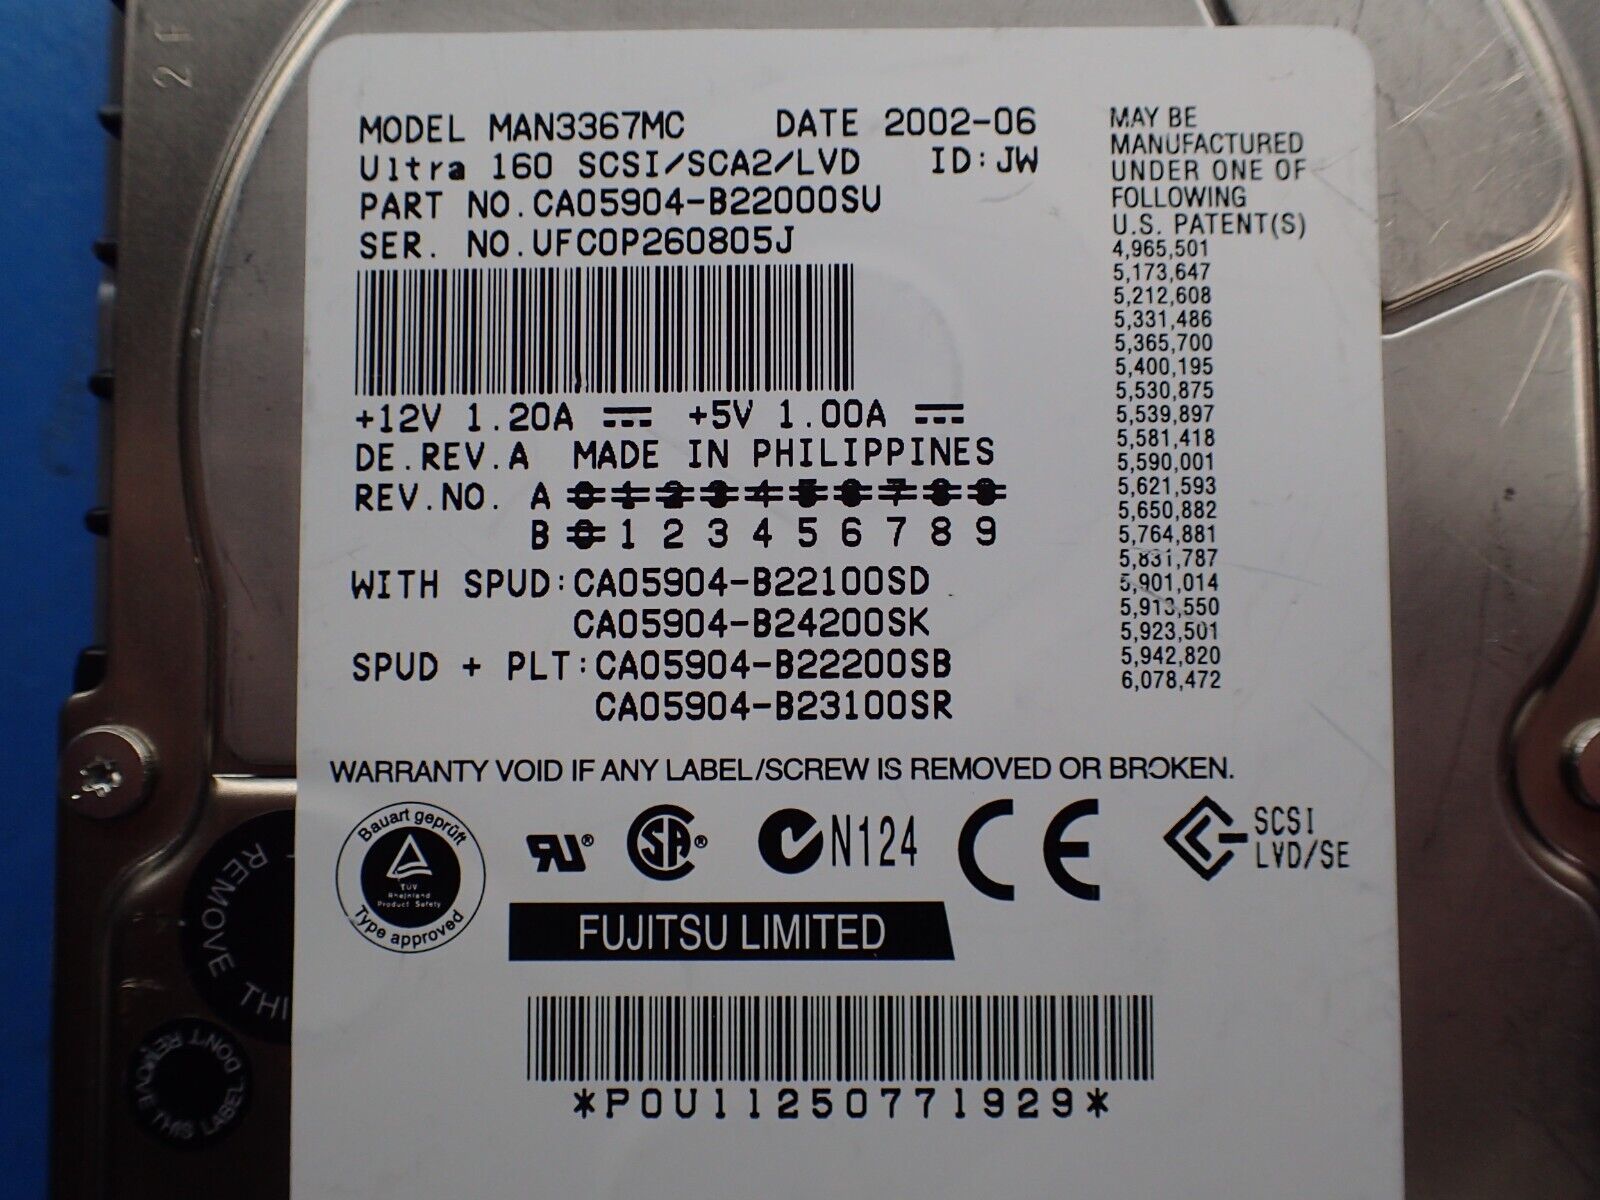 2 F
MODEL MAN3367MC DATE 2002-06
Ultra 160 SCSI/SCA2/LVD ID:JW
PART NO.CA05904-B22000SU
SER. NO.UFC0P260805J
+12V 1.20A +5V 1.00A
DE.REV.A MADE IN PHILIPPINES
REV.NO. A 0 1 2 3 4 5 6 7 8 9
B 0 1 2 3 4 5 6 7 8 9
WITH SPUD:CA05904-B22100SD
CA05904-B24200SK
SPUD + PLT:CA05904-B22200SB
CA05904-B23100SR
MAY BE
MANUFACTURED
UNDER ONE OF
FOLLOWING
U.S. PATENT(S)
4,965,501
5,173,647
5,212,608
5,331,486
5,365,700
5,400,195
5,530,875
5,539,897
5,581,418
5,590,001
5,621,593
5,650,882
5,764,881
5,831,787
5,901,014
5,913,550
5,923,501
5,942,820
6,078,472
WARRANTY VOID IF ANY LABEL/SCREW IS REMOVED OR BROKEN.
Bauart geprüft
TÜV
Rheinland
Product Safety
Type approved
RU®
SA®
N124
CE
SCSI
LVD/SE
FUJITSU LIMITED
*P0U11250771929*
REMOVE THI
DON'T REMOVE THIS LABEL